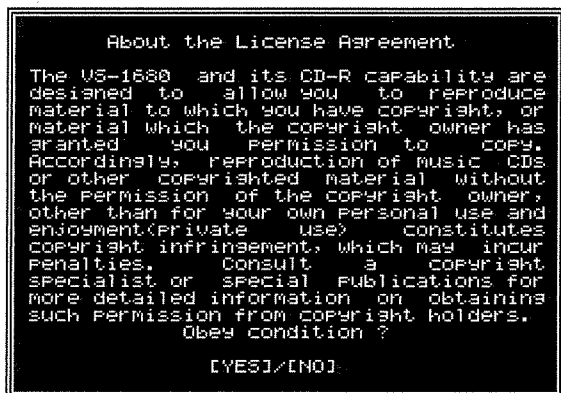 About the License Agreement
The VS-1680 and its CD-R capability are
designed to allow you to reproduce
material to which you have copyright, or
material which the copyright owner has
granted you permission to copy.
Accordingly, reproduction of music CDs
or other copyrighted material without
the permission of the copyright owner,
other than for your own personal use and
enjoyment(private use) constitutes
copyright infringement, which may incur
penalties. Consult a copyright
specialist or special publications for
more detailed information on obtaining
such permission from copyright holders.
Obey condition ?
[YES]/[NO]